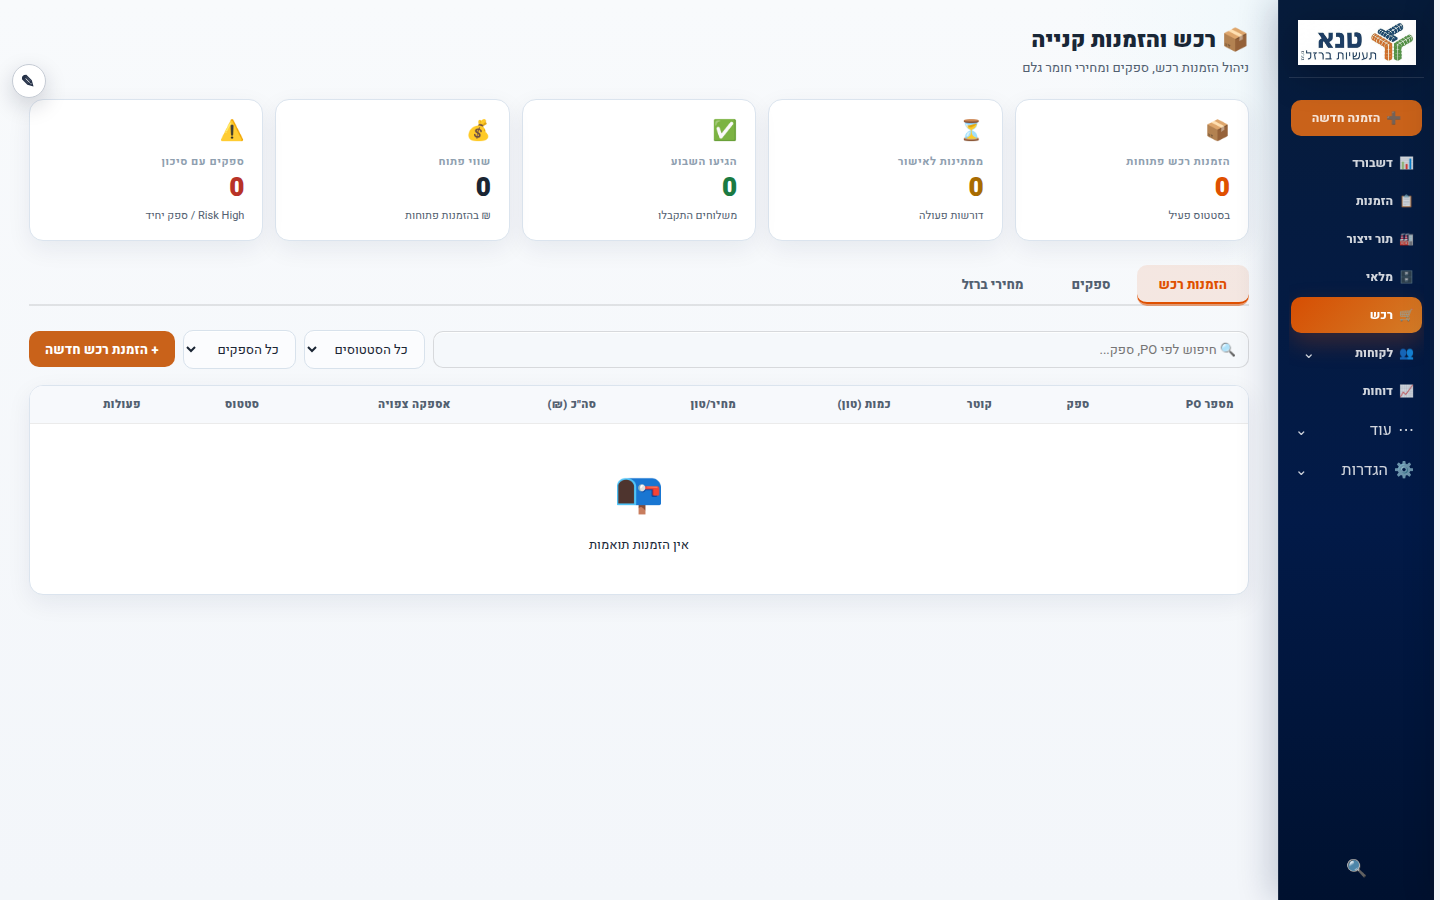 טנא
תעשיות ברזל
➕ הזמנה חדשה
📊 דשבורד
📋 הזמנות
🏭 תור ייצור
🗄️ מלאי
🛒 רכש
👥 לקוחות
📈 דוחות
⋯ עוד
⚙️ הגדרות
📦 רכש והזמנות קנייה
ניהול הזמנות רכש, ספקים ומחירי חומר גלם
הזמנות רכש פתוחות
0
בסטטוס פעיל
ממתינות לאישור
0
דורשות פעולה
הגיעו השבוע
0
משלוחים התקבלו
שווי פתוח
0
₪ בהזמנות פתוחות
ספקים עם סיכון
0
Risk High / ספק יחיד
הזמנות רכש
ספקים
מחירי ברזל
🔍 חיפוש לפי PO, ספק...
כל הסטטוסים
כל הספקים
+ הזמנת רכש חדשה
מספר PO
ספק
קוטר
כמות (טון)
מחיר/טון
סה"כ (₪)
אספקה צפויה
סטטוס
פעולות
אין הזמנות תואמות